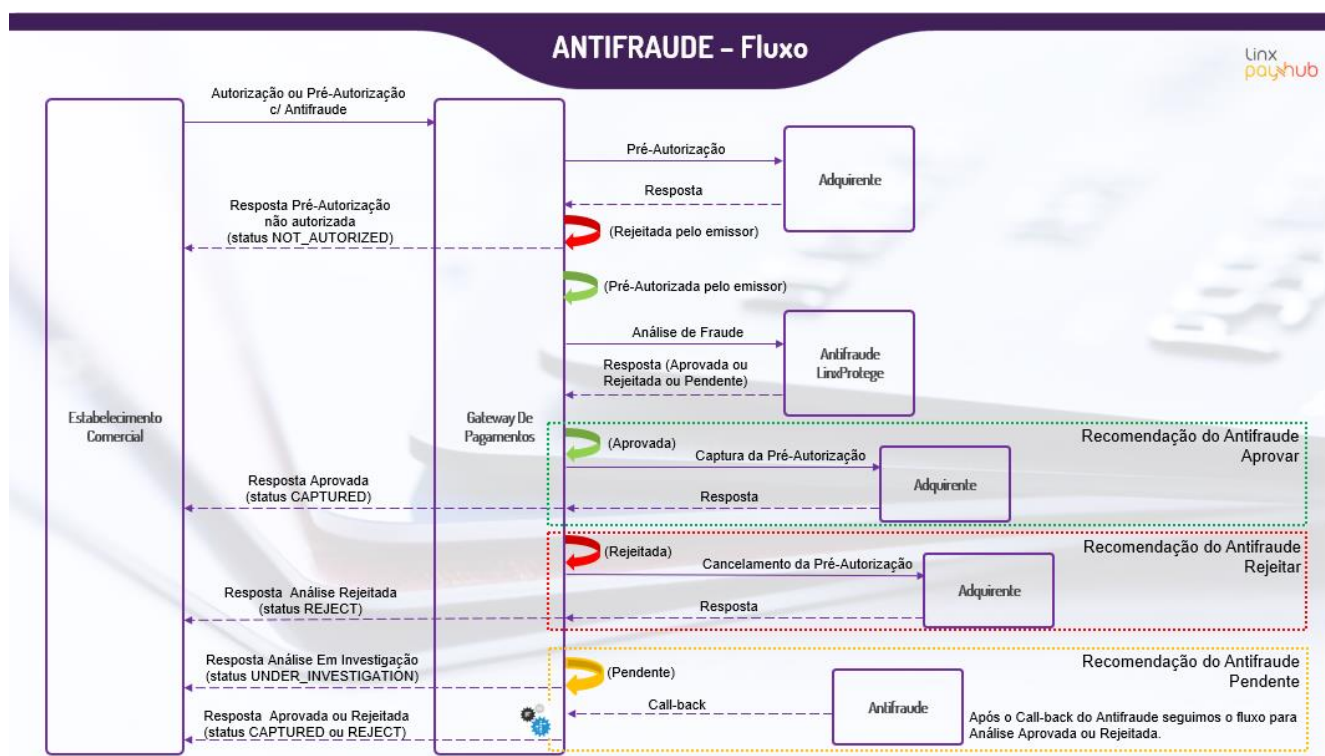 ANTIFRAUDE – Fluxo
Linx
payhub
Autorização ou Pré-Autorização
c/ Antifraude
Pré-Autorização
Adquirente
Resposta
Resposta Pré-Autorização
não autorizada
(status NOT_AUTORIZED)
(Rejeitada pelo emissor)
(Pré-Autorizada pelo emissor)
Análise de Fraude
Antifraude
LinxProtege
Resposta (Aprovada ou
Rejeitada ou Pendente)
Estabelecimento
Comercial
Gateway De
Pagamentos
(Aprovada)
Recomendação do Antifraude
Aprovar
Captura da Pré-Autorização
Adquirente
Resposta Aprovada
(status CAPTURED)
Resposta
(Rejeitada)
Recomendação do Antifraude
Rejeitar
Cancelamento da Pré-Autorização
Adquirente
Resposta Análise Rejeitada
(status REJECT)
Resposta
Resposta Análise Em Investigação
(status UNDER_INVESTIGATION)
(Pendente)
Recomendação do Antifraude
Pendente
Call-back
Antifraude
Após o Call-back do Antifraude seguimos o fluxo para
Análise Aprovada ou Rejeitada.
Resposta Aprovada ou Rejeitada
(status CAPTURED ou REJECT)